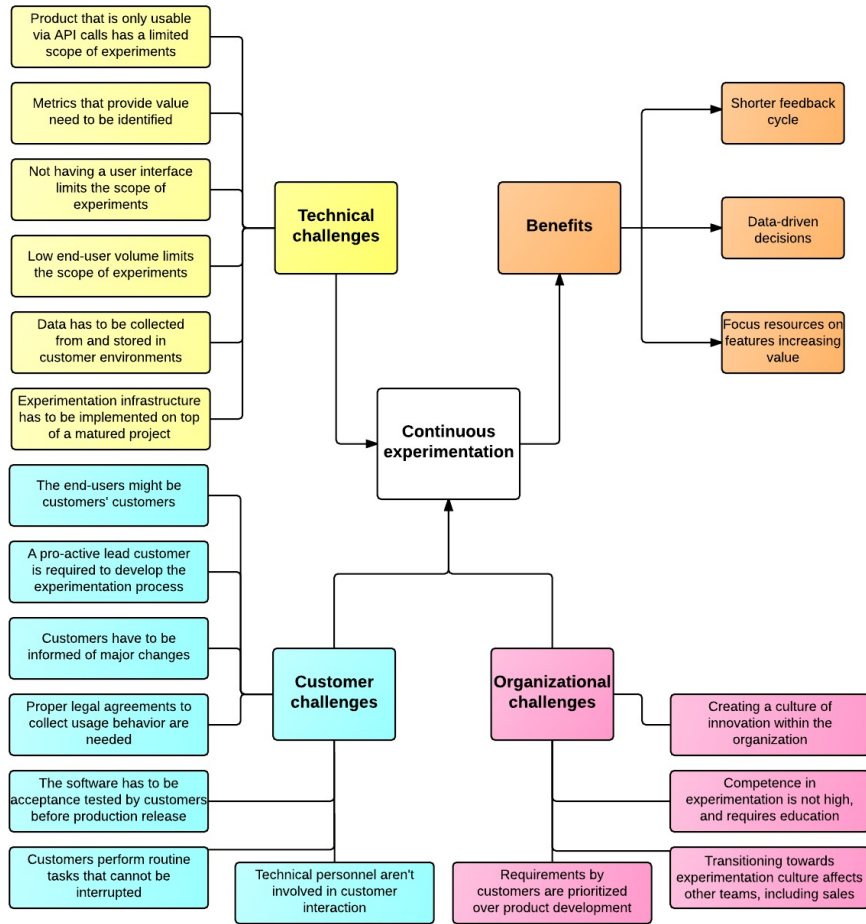 Product that is only usable
via API calls has a limited
scope of experiments
Metrics that provide value
need to be identified
Not having a user interface
limits the scope of
experiments
Low end-user volume limits
the scope of experiments
Data has to be collected
from and stored in
customer environments
Experimentation infrastructure
has to be implemented on top
of a matured project
Technical
challenges
Benefits
Shorter feedback
cycle
Data-driven
decisions
Focus resources on
features increasing
value
Continuous
experimentation
The end-users might be
customers' customers
A pro-active lead customer
is required to develop the
experimentation process
Customers have to be
informed of major changes
Proper legal agreements to
collect usage behavior are
needed
The software has to be
acceptance tested by customers
before production release
Customers perform routine
tasks that cannot be
interrupted
Customer
challenges
Technical personnel aren't
involved in customer
interaction
Organizational
challenges
Requirements by
customers are prioritized
over product development
Creating a culture of
innovation within the
organization
Competence in
experimentation is not high,
and requires education
Transitioning towards
experimentation culture affects
other teams, including sales